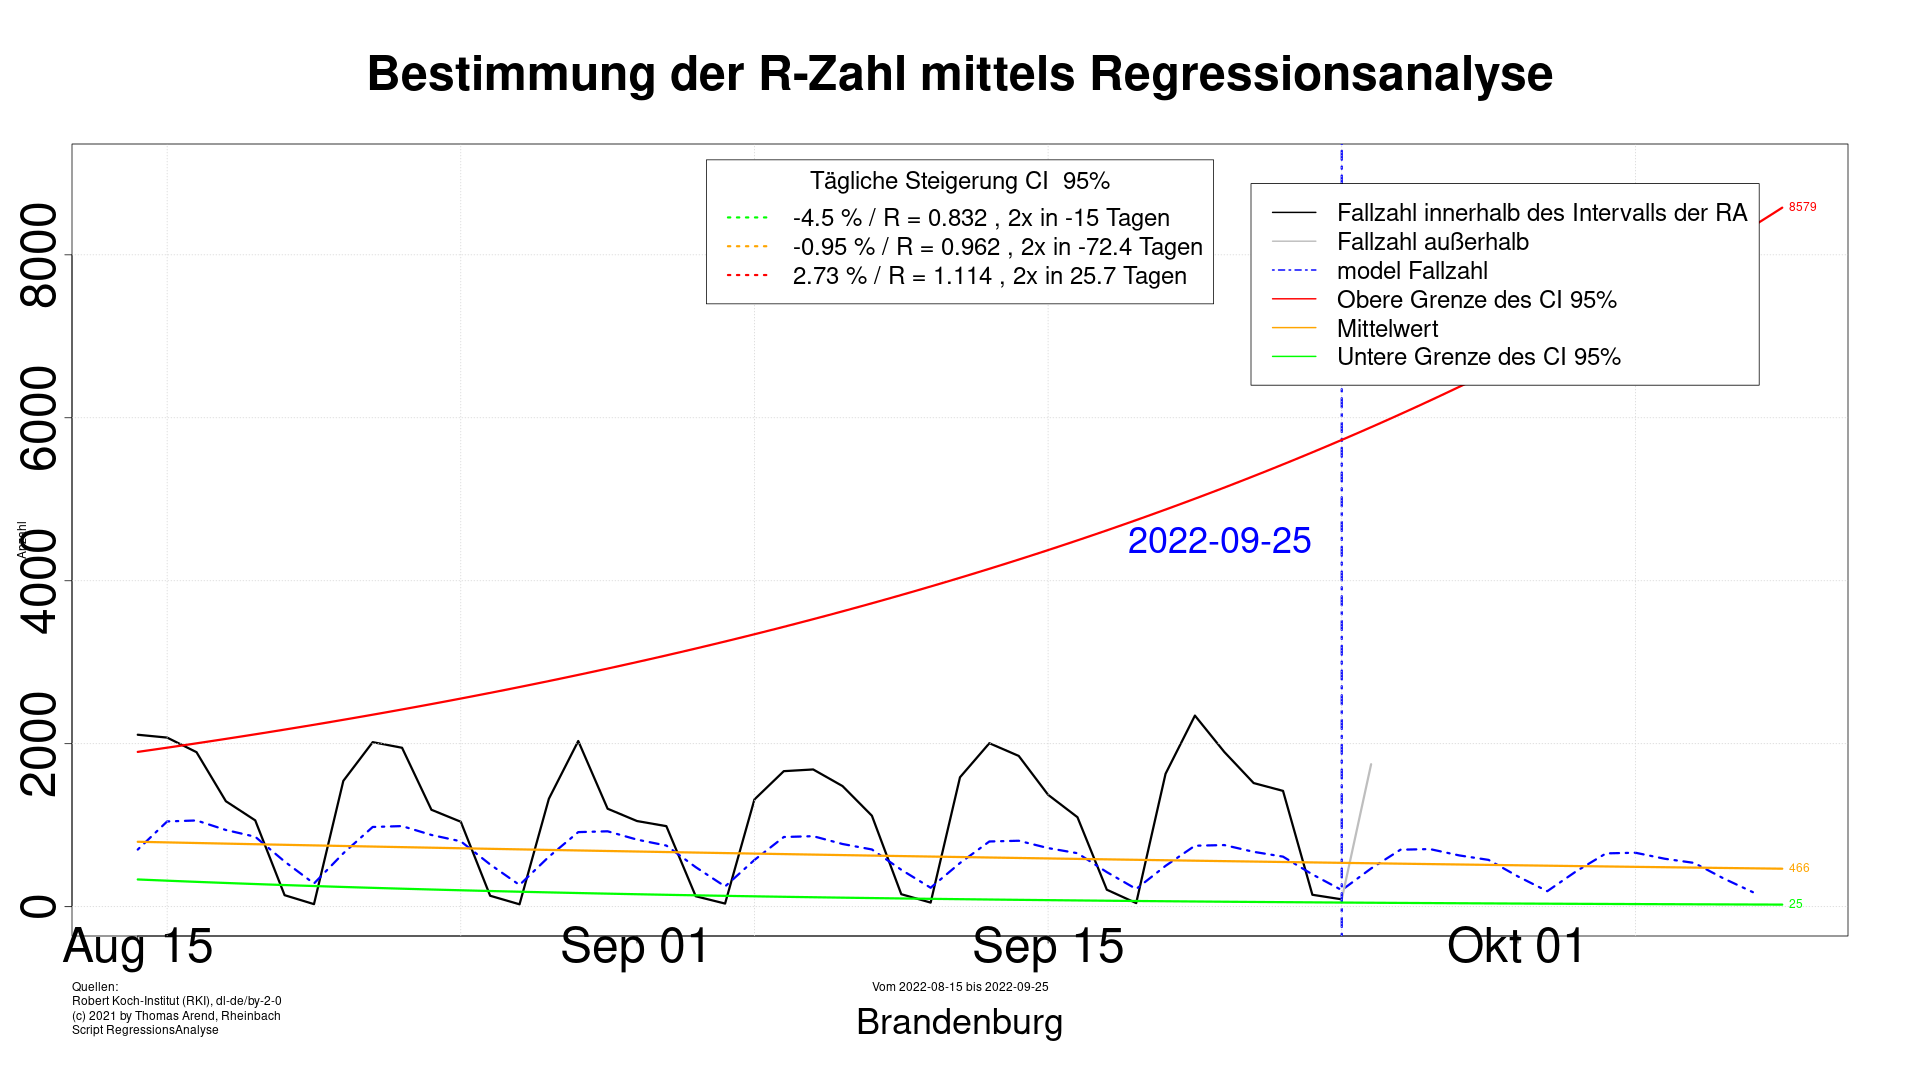 Bestimmung der R-Zahl mittels Regressionsanalyse
Tägliche Steigerung CI  95%
-4.5 % / R = 0.832 , 2x in -15 Tagen
-0.95 % / R = 0.962 , 2x in -72.4 Tagen
2.73 % / R = 1.114 , 2x in 25.7 Tagen
Fallzahl innerhalb des Intervalls der RA
Fallzahl außerhalb
model Fallzahl
Obere Grenze des CI 95%
Mittelwert
Untere Grenze des CI 95%
8579
8000
6000
4000
2000
0
Anzahl
2022-09-25
466
25
Aug 15
Sep 01
Sep 15
Okt 01
Quellen:
Robert Koch-Institut (RKI), dl-de/by-2-0
(c) 2021 by Thomas Arend, Rheinbach
Script RegressionsAnalyse
Vom 2022-08-15 bis 2022-09-25
Brandenburg